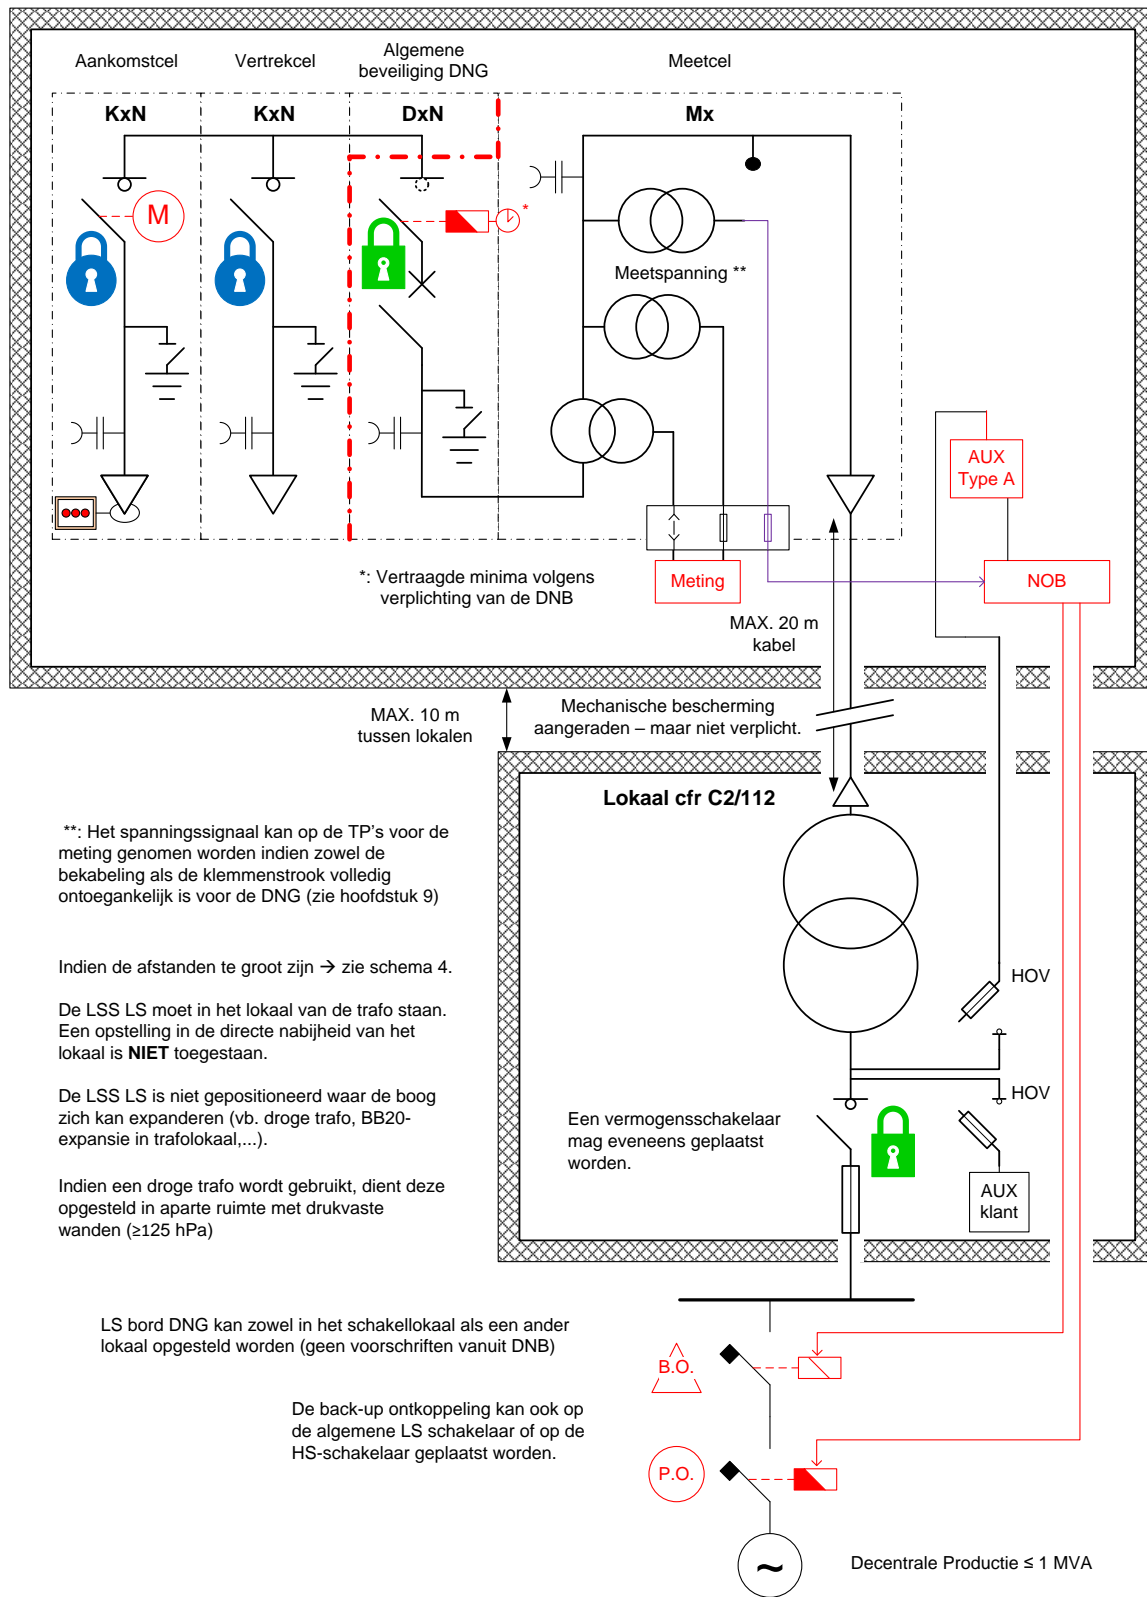 Aankomstcel
Vertrekcel
Algemene
beveiliging DNG
Meetcel
KxN
KxN
DxN
Mx
M
*
Meetspanning **
AUX
Type A
Meting
NOB
*: Vertraagde minima volgens
verplichting van de DNB
MAX. 20 m
kabel
MAX. 10 m
tussen lokalen
Mechanische bescherming
aangeraden – maar niet verplicht.
Lokaal cfr C2/112
**: Het spanningssignaal kan op de TP's voor de
meting genomen worden indien zowel de
bekabeling als de klemmenstrook volledig
ontoegankelijk is voor de DNG (zie hoofdstuk 9)
Indien de afstanden te groot zijn → zie schema 4.
De LSS LS moet in het lokaal van de trafo staan.
Een opstelling in de directe nabijheid van het
lokaal is NIET toegestaan.
De LSS LS is niet gepositioneerd waar de boog
zich kan expanderen (vb. droge trafo, BB20-
expansie in trafolokaal,...).
Indien een droge trafo wordt gebruikt, dient deze
opgesteld in aparte ruimte met drukvaste
wanden (≥125 hPa)
HOV
HOV
Een vermogensschakelaar
mag eveneens geplaatst
worden.
AUX
klant
LS bord DNG kan zowel in het schakellokaal als een ander
lokaal opgesteld worden (geen voorschriften vanuit DNB)
B.O.
De back-up ontkoppeling kan ook op
de algemene LS schakelaar of op de
HS-schakelaar geplaatst worden.
P.O.
~
Decentrale Productie ≤ 1 MVA